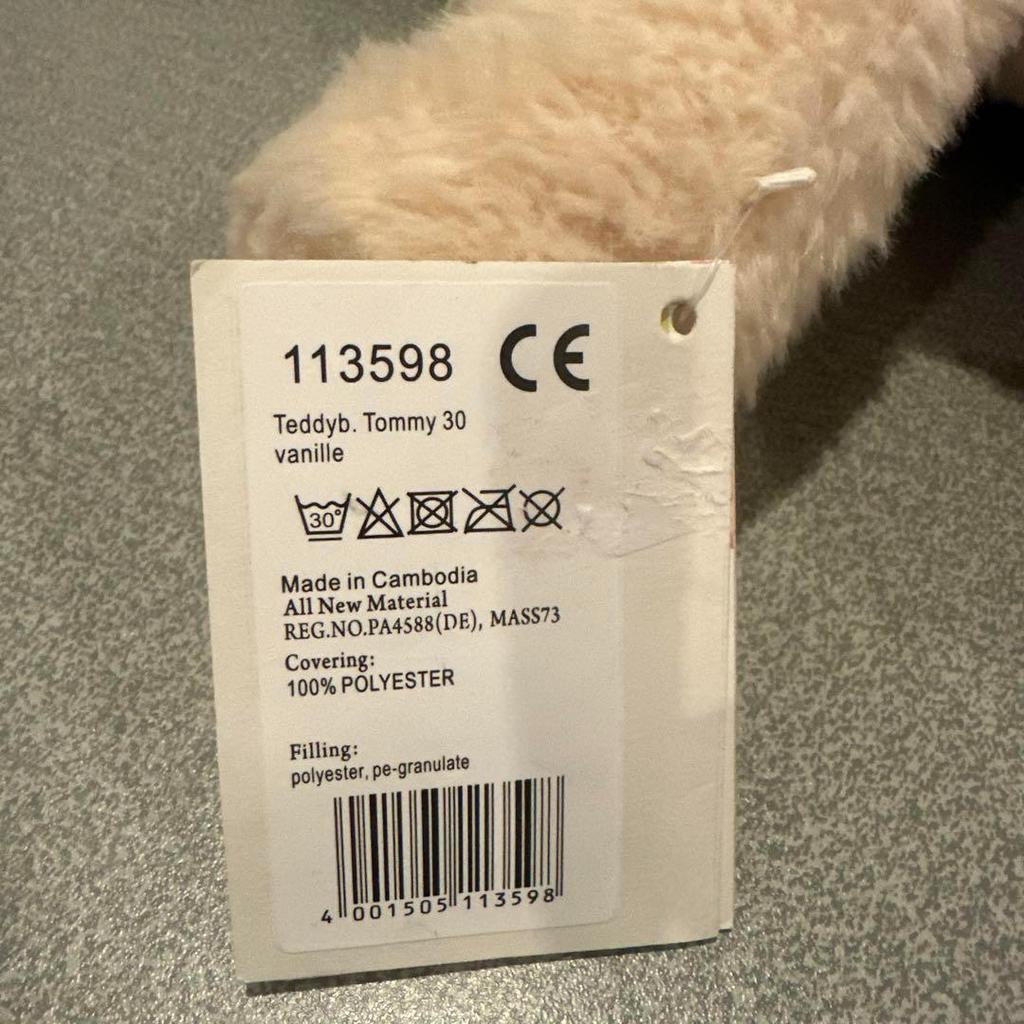 113598 CE
Teddyb. Tommy 30
vanille
30°
Made in Cambodia
All New Material
REG.NO.PA4588(DE), MASS73
Covering:
100% POLYESTER
Filling:
polyester, pe-granulate
4 001505 113598